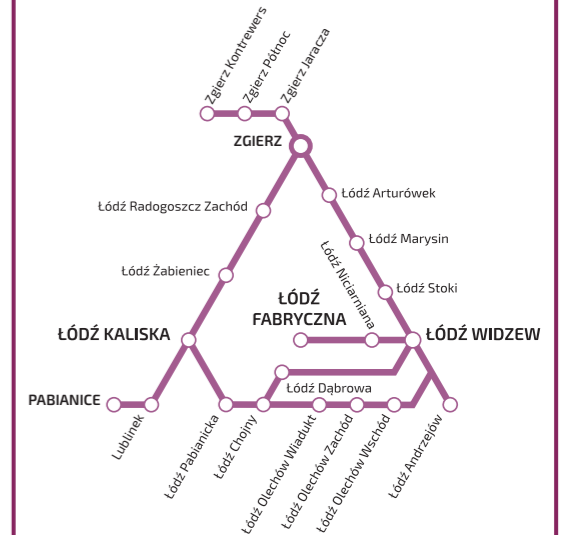 Zgierz Kontrewers
Zgierz Północ
Zgierz Jaracza
ZGIERZ
Łódź Arturówek
Łódź Radogoszcz Zachód
Łódź Marysin
Łódź Żabieniec
Łódź Niciarniana
Łódź Stoki
ŁÓDŹ
FABRYCZNA
ŁÓDŹ KALISKA
ŁÓDŹ WIDZEW
Łódź Dąbrowa
PABIANICE
Lublinek
Łódź Pabianicka
Łódź Chojny
Łódź Olechów Wiadukt
Łódź Olechów Zachód
Łódź Olechów Wschód
Łódź Andrzejów